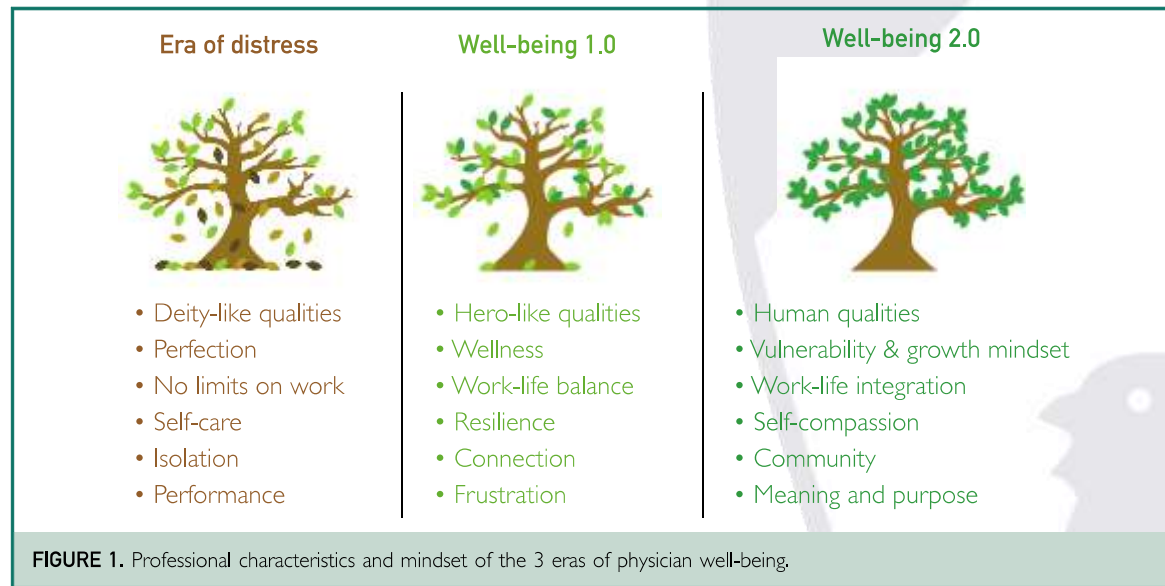 Era of distress
• Deity-like qualities
• Perfection
• No limits on work
• Self-care
• Isolation
• Performance
Well-being 1.0
• Hero-like qualities
• Wellness
• Work-life balance
• Resilience
• Connection
• Frustration
Well-being 2.0
• Human qualities
• Vulnerability & growth mindset
• Work-life integration
• Self-compassion
• Community
• Meaning and purpose
FIGURE 1. Professional characteristics and mindset of the 3 eras of physician well-being.